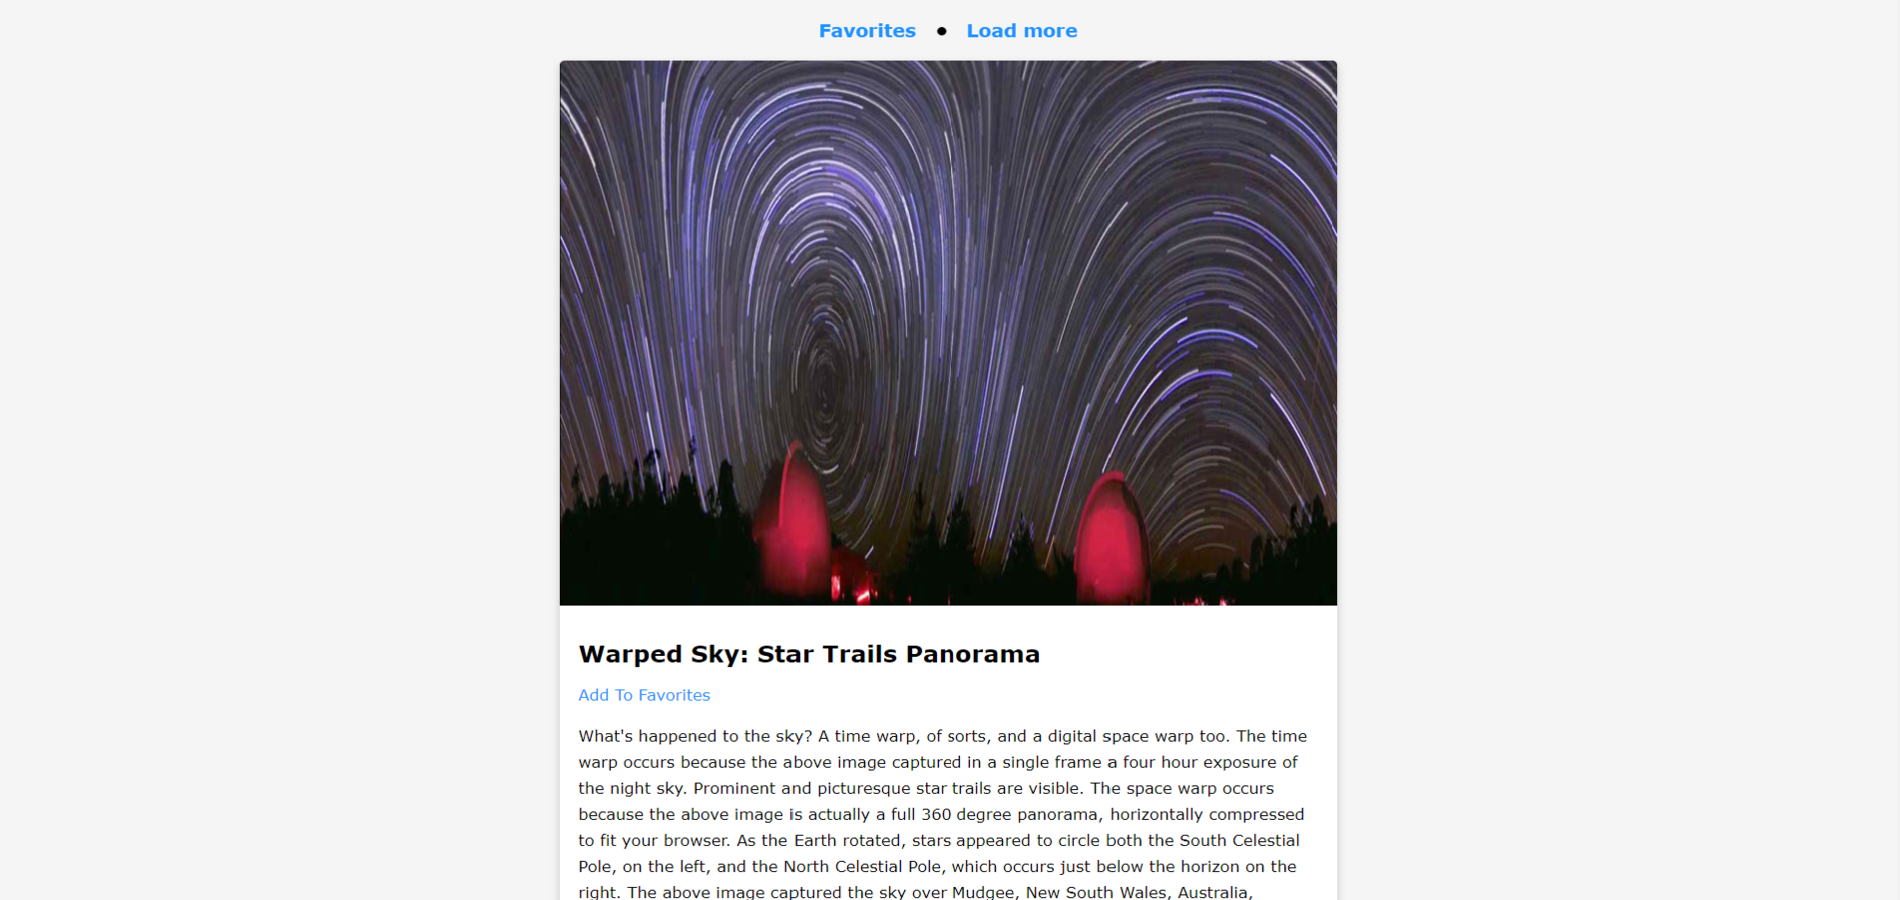 Favorites • Load more
Warped Sky: Star Trails Panorama
Add To Favorites
What's happened to the sky? A time warp, of sorts, and a digital space warp too. The time
warp occurs because the above image captured in a single frame a four hour exposure of
the night sky. Prominent and picturesque star trails are visible. The space warp occurs
because the above image is actually a full 360 degree panorama, horizontally compressed
to fit your browser. As the Earth rotated, stars appeared to circle both the South Celestial
Pole, on the left, and the North Celestial Pole, which occurs just below the horizon on the
right. The above image captured the sky over Mudgee, New South Wales, Australia,